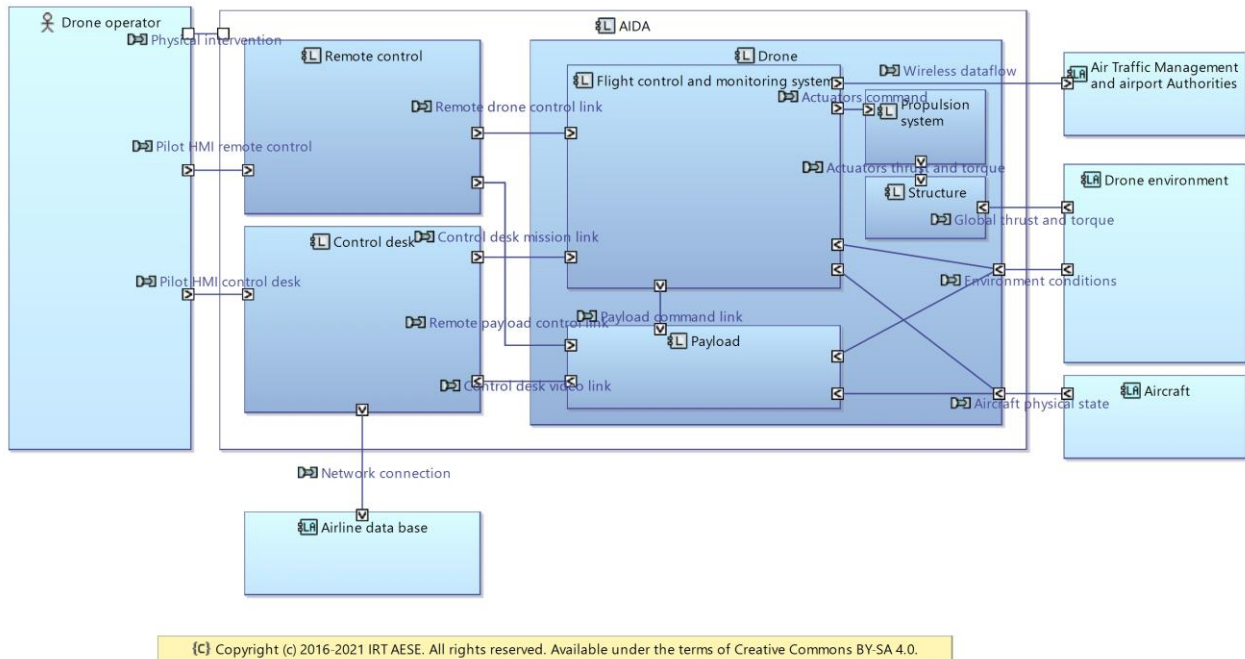 Drone operator
AIDA
Physical intervention
Remote control
Drone
Flight control and monitoring system
Wireless dataflow
Air Traffic Management
and airport Authorities
Actuators command
Remote drone control link
Propulsion
system
Pilot HMI remote control
Actuators thrust and torque
Drone environment
Structure
Global thrust and torque
Control desk
Control desk mission link
Pilot HMI control desk
Environment conditions
Remote payload control link
Payload command link
Payload
Control desk video link
Aircraft
Aircraft physical state
Network connection
Airline data base
{C} Copyright (c) 2016-2021 IRT AESE. All rights reserved. Available under the terms of Creative Commons BY-SA 4.0.